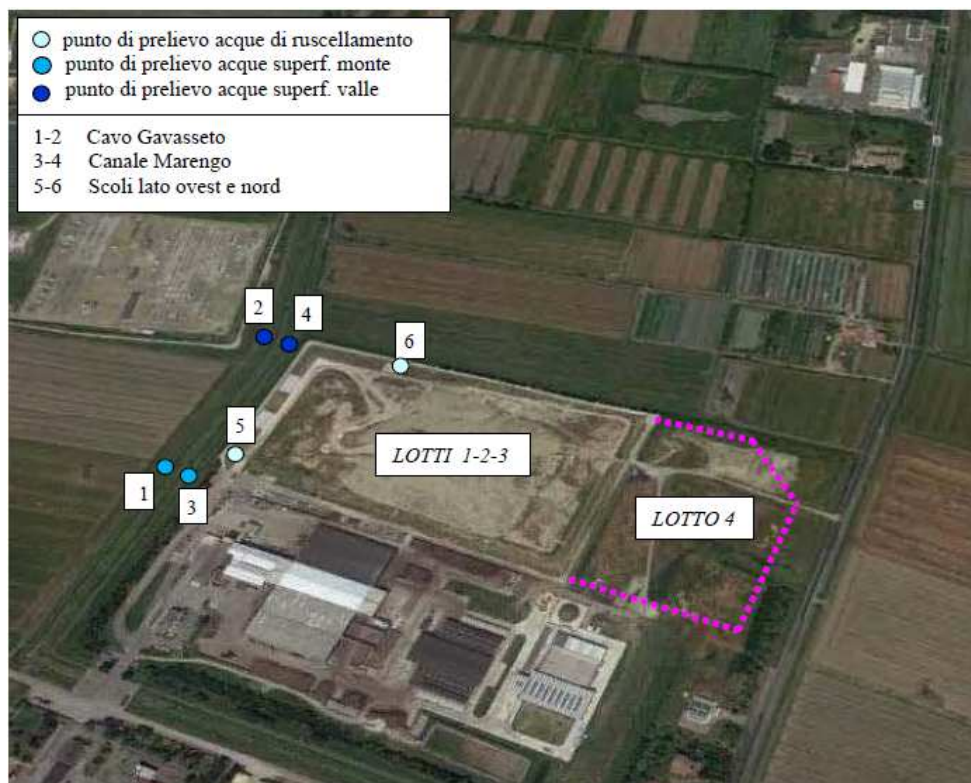 punto di prelievo acque di ruscellamento
punto di prelievo acque superf. monte
punto di prelievo acque superf. valle
1-2 Cavo Gavasseto
3-4 Canale Marengo
5-6 Scoli lato ovest e nord
2
4
6
5
LOTTI 1-2-3
1
3
LOTTO 4